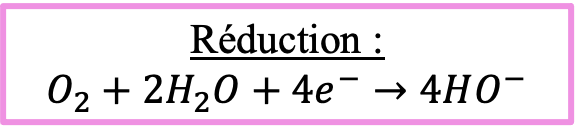 Réduction :
O₂ + 2H₂O + 4e⁻ → 4HO⁻